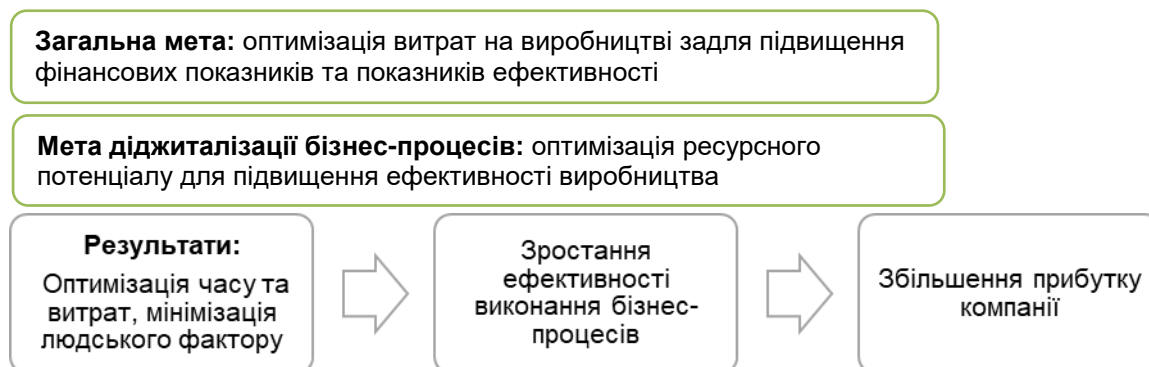 Загальна мета: оптимізація витрат на виробництві задля підвищення
фінансових показників та показників ефективності
Мета діджиталізації бізнес-процесів: оптимізація ресурсного
потенціалу для підвищення ефективності виробництва
Результати:
Оптимізація часу та
витрат, мінімізація
людського фактору
Зростання
ефективності
виконання бізнес-
процесів
Збільшення прибутку
компанії